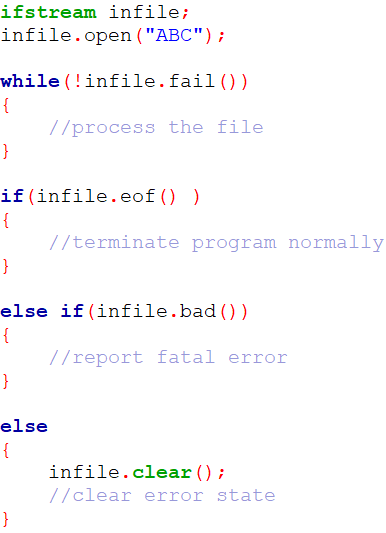 ifstream infile;
infile.open("ABC");
while(!infile.fail())
{
    //process the file
}
if(infile.eof() )
{
    //terminate program normally
}
else if(infile.bad())
{
    //report fatal error
}
else
{
    infile.clear();
    //clear error state
}